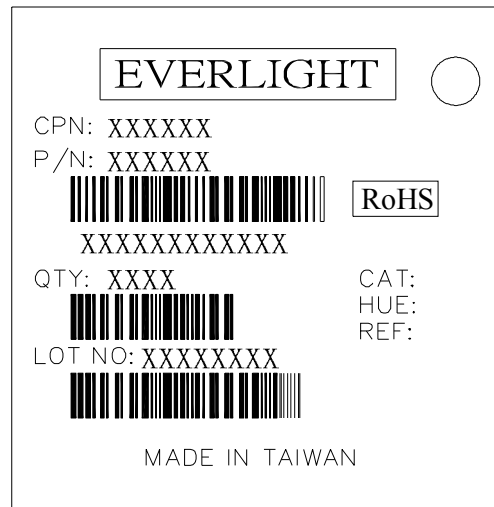 EVERLIGHT
CPN: XXXXXX
P/N: XXXXXX
RoHS
XXXXXXXXXXXX
QTY: XXXX
CAT:
HUE:
REF:
LOT NO: XXXXXXXX
MADE IN TAIWAN